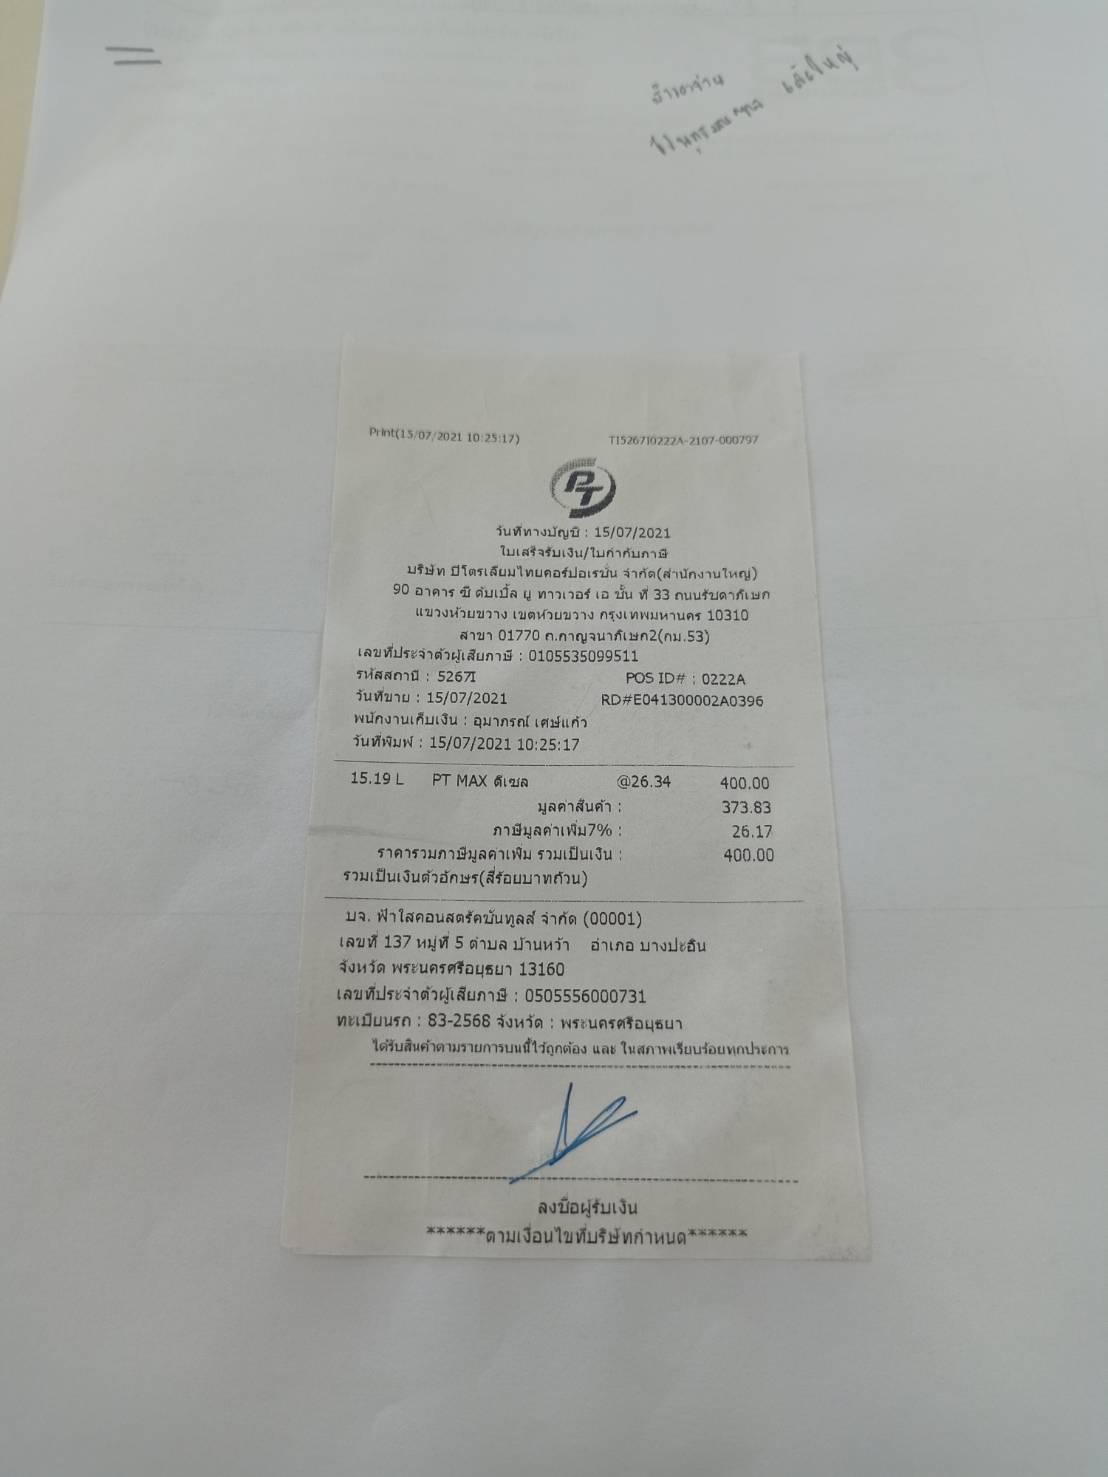 สำรองจ่าย
Print(15/07/2021 10:25:17) TI5267I0222A-2107-000797
PT
วันที่ทางบัญชี : 15/07/2021
ใบเสร็จรับเงิน/ใบกำกับภาษี
บริษัท ปิโตรเลียมไทยคอร์ปอเรชั่น จำกัด(สำนักงานใหญ่)
90 อาคาร ซี ดับเบิ้ล ยู ทาวเวอร์ เอ ชั้น ที่ 33 ถนนรัชดาภิเษก
แขวงห้วยขวาง เขตห้วยขวาง กรุงเทพมหานคร 10310
สาขา 01770 ถ.กาญจนาภิเษก2(กม.53)
เลขที่ประจำตัวผู้เสียภาษี : 0105535099511
รหัสสถานี : 5267I POS ID# : 0222A
วันที่ขาย : 15/07/2021 RD#E041300002A0396
พนักงานเก็บเงิน : อุมาภรณ์ เศษ์แก้ว
วันที่พิมพ์ : 15/07/2021 10:25:17
15.19 L PT MAX ดีเซล @26.34 400.00
มูลค่าสินค้า : 373.83
ภาษีมูลค่าเพิ่ม7% : 26.17
ราคารวมภาษีมูลค่าเพิ่ม รวมเป็นเงิน : 400.00
รวมเป็นเงินตัวอักษร(สี่ร้อยบาทถ้วน)
บจ. ฟ้าใสคอนสตรัคชั่นทูลส์ จำกัด (00001)
เลขที่ 137 หมู่ที่ 5 ตำบล บ้านหว้า อำเภอ บางปะอิน
จังหวัด พระนครศรีอยุธยา 13160
เลขที่ประจำตัวผู้เสียภาษี : 0505556000731
ทะเบียนรถ : 83-2568 จังหวัด : พระนครศรีอยุธยา
ได้รับสินค้าตามรายการบนนี้ไว้ถูกต้อง และ ในสภาพเรียบร้อยทุกประการ
ลงชื่อผู้รับเงิน
******ตามเงื่อนไขที่บริษัทกำหนด******